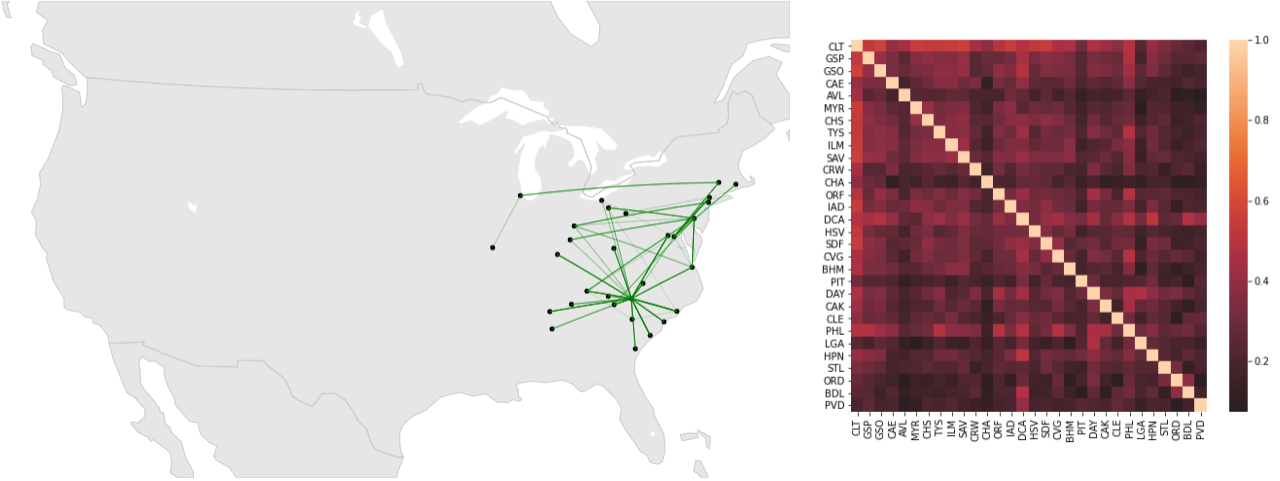 CLT
GSP
GSO
CAE
AVL
MYR
CHS
TYS
ILM
SAV
CRW
CHA
ORF
IAD
DCA
HSV
SDF
CVG
BHM
PIT
DAY
CAK
CLE
PHL
LGA
HPN
STL
ORD
BDL
PVD
CLT GSP GSO CAE AVL MYR CHS TYS ILM SAV CRW CHA ORF IAD DCA HSV SDF CVG BHM PIT DAY CAK CLE PHL LGA HPN STL ORD BDL PVD
1.0
0.8
0.6
0.4
0.2